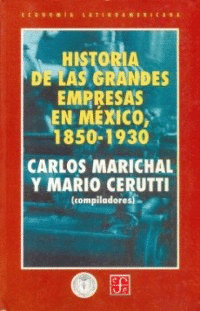 ECONOMÍA LATINOAMERICANA
HISTORIA
DE LAS GRANDES
EMPRESAS
EN MÉXICO,
1850-1930
CARLOS MARICHAL
Y MARIO CERUTTI
(compiladores)